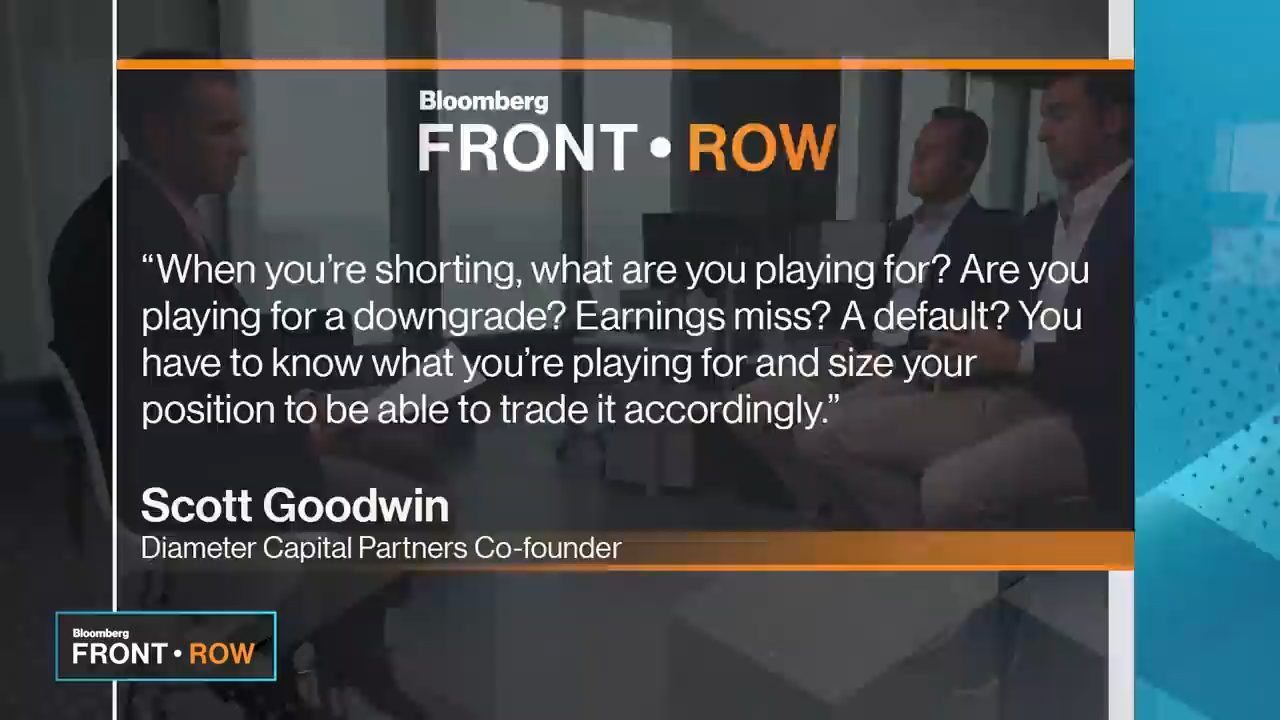 Bloomberg
FRONT • ROW
“When you’re shorting, what are you playing for? Are you
playing for a downgrade? Earnings miss? A default? You
have to know what you’re playing for and size your
position to be able to trade it accordingly.”
Scott Goodwin
Diameter Capital Partners Co-founder
Bloomberg
FRONT • ROW